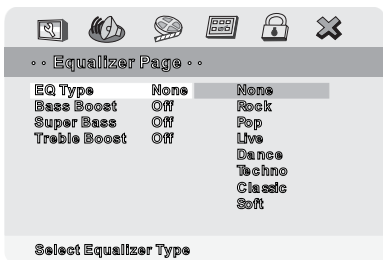 ·· Equalizer Page ··
EQ Type None None
Bass Boost Off Rock
Super Bass Off Pop
Treble Boost Off Live
Dance
Techno
Classic
Soft
Select Equalizer Type